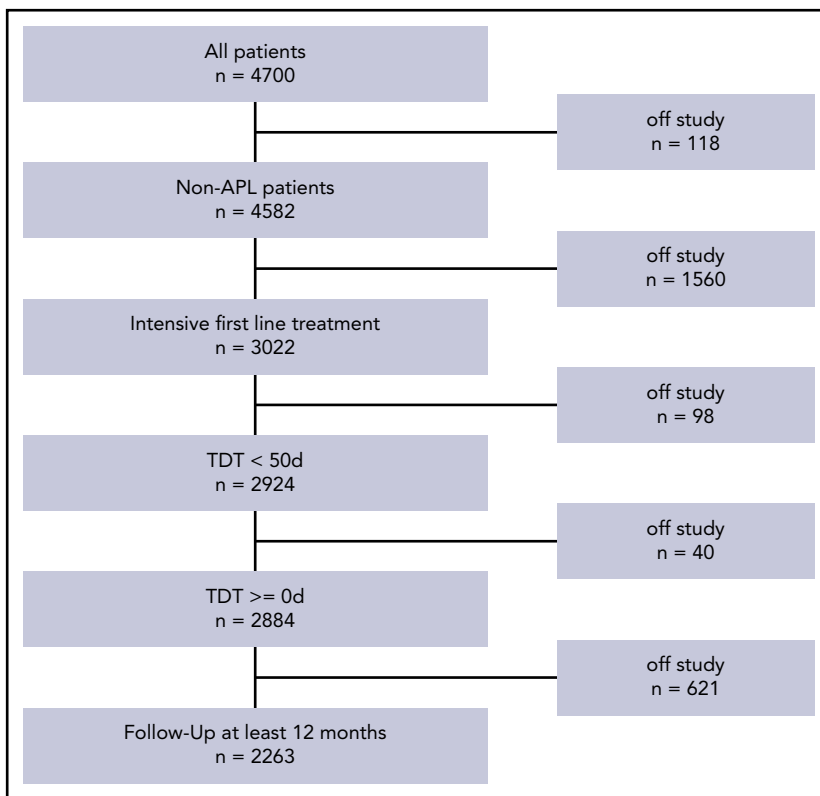 All patients
n = 4700
off study
n = 118
Non-APL patients
n = 4582
off study
n = 1560
Intensive first line treatment
n = 3022
off study
n = 98
TDT < 50d
n = 2924
off study
n = 40
TDT >= 0d
n = 2884
off study
n = 621
Follow-Up at least 12 months
n = 2263